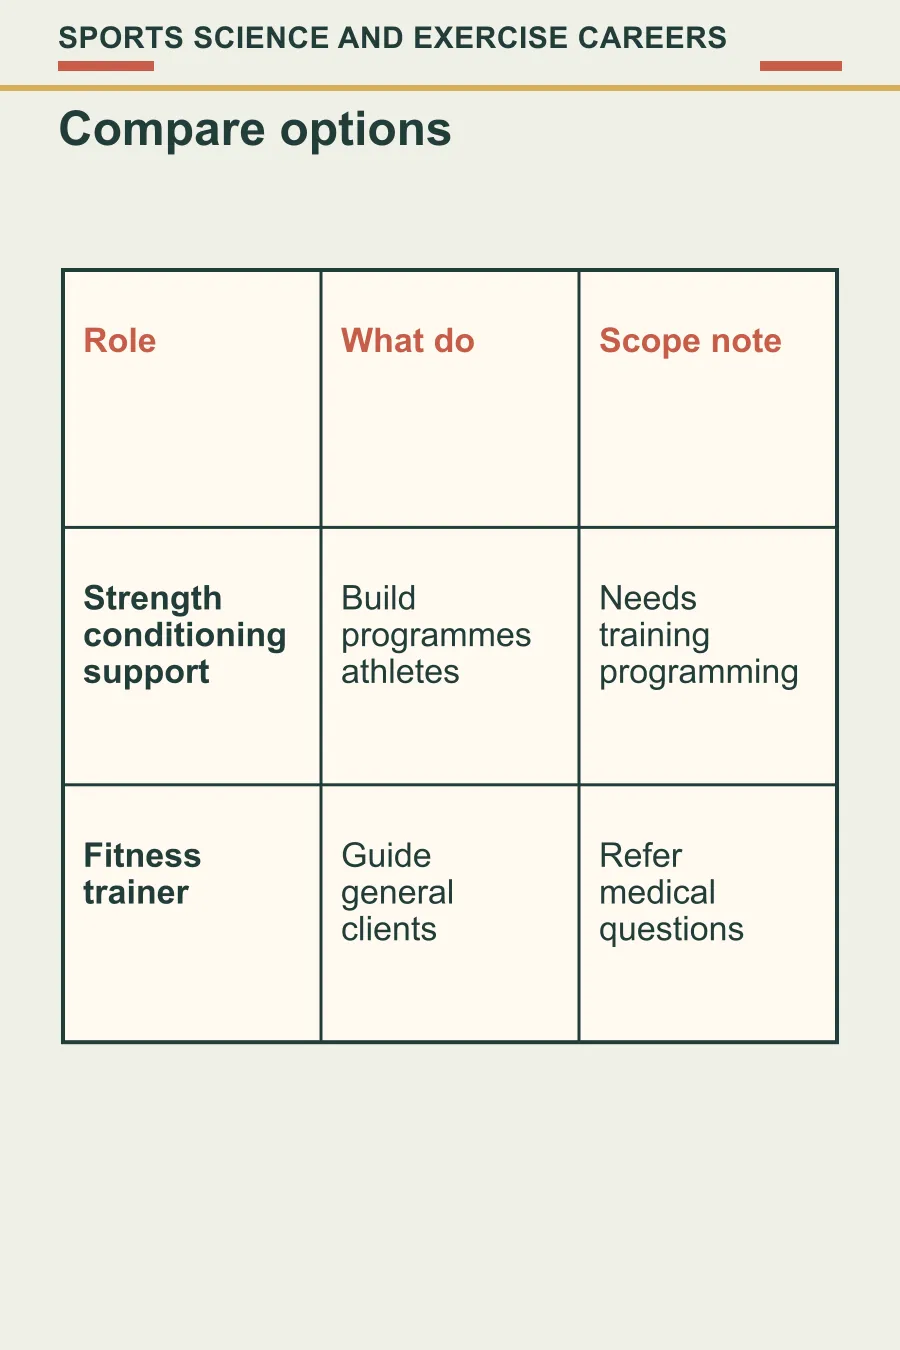 SPORTS SCIENCE AND EXERCISE CAREERS
Compare options
Role
What do
Scope note
Strength
conditioning
support
Build
programmes
athletes
Needs
training
programming
Fitness
trainer
Guide
general
clients
Refer
medical
questions